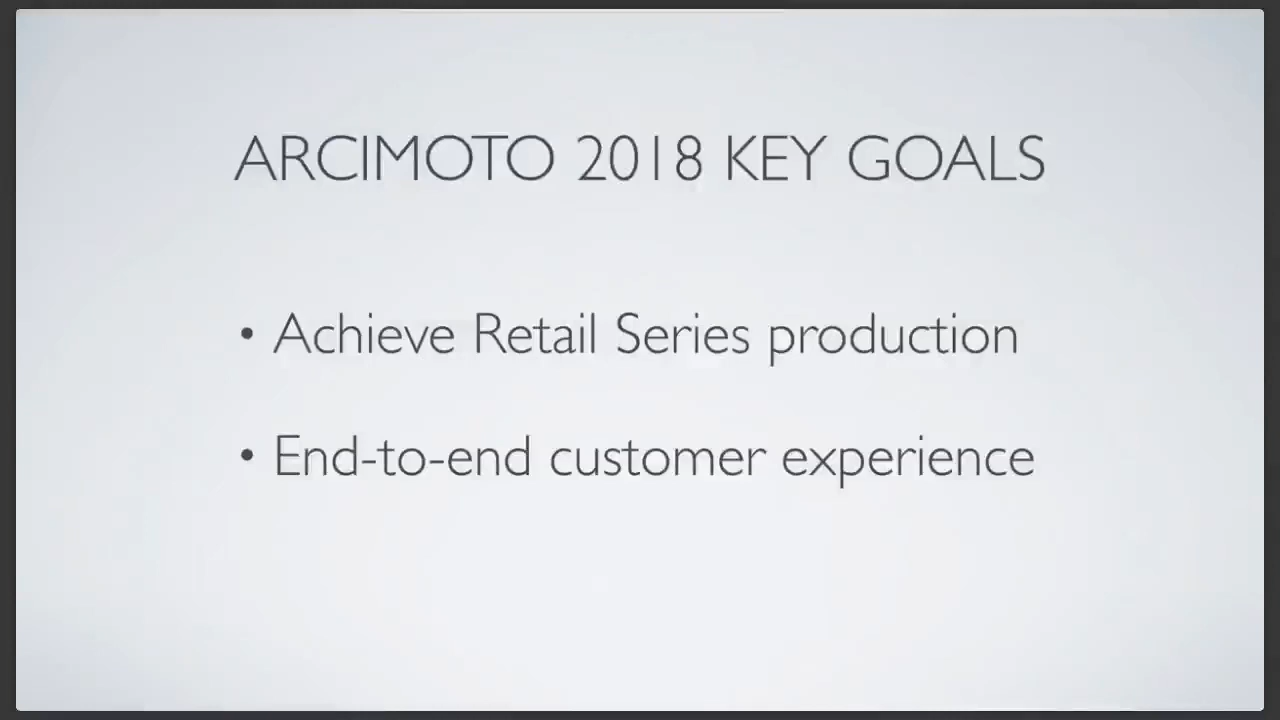 ARCIMOTO 2018 KEY GOALS
• Achieve Retail Series production
• End-to-end customer experience